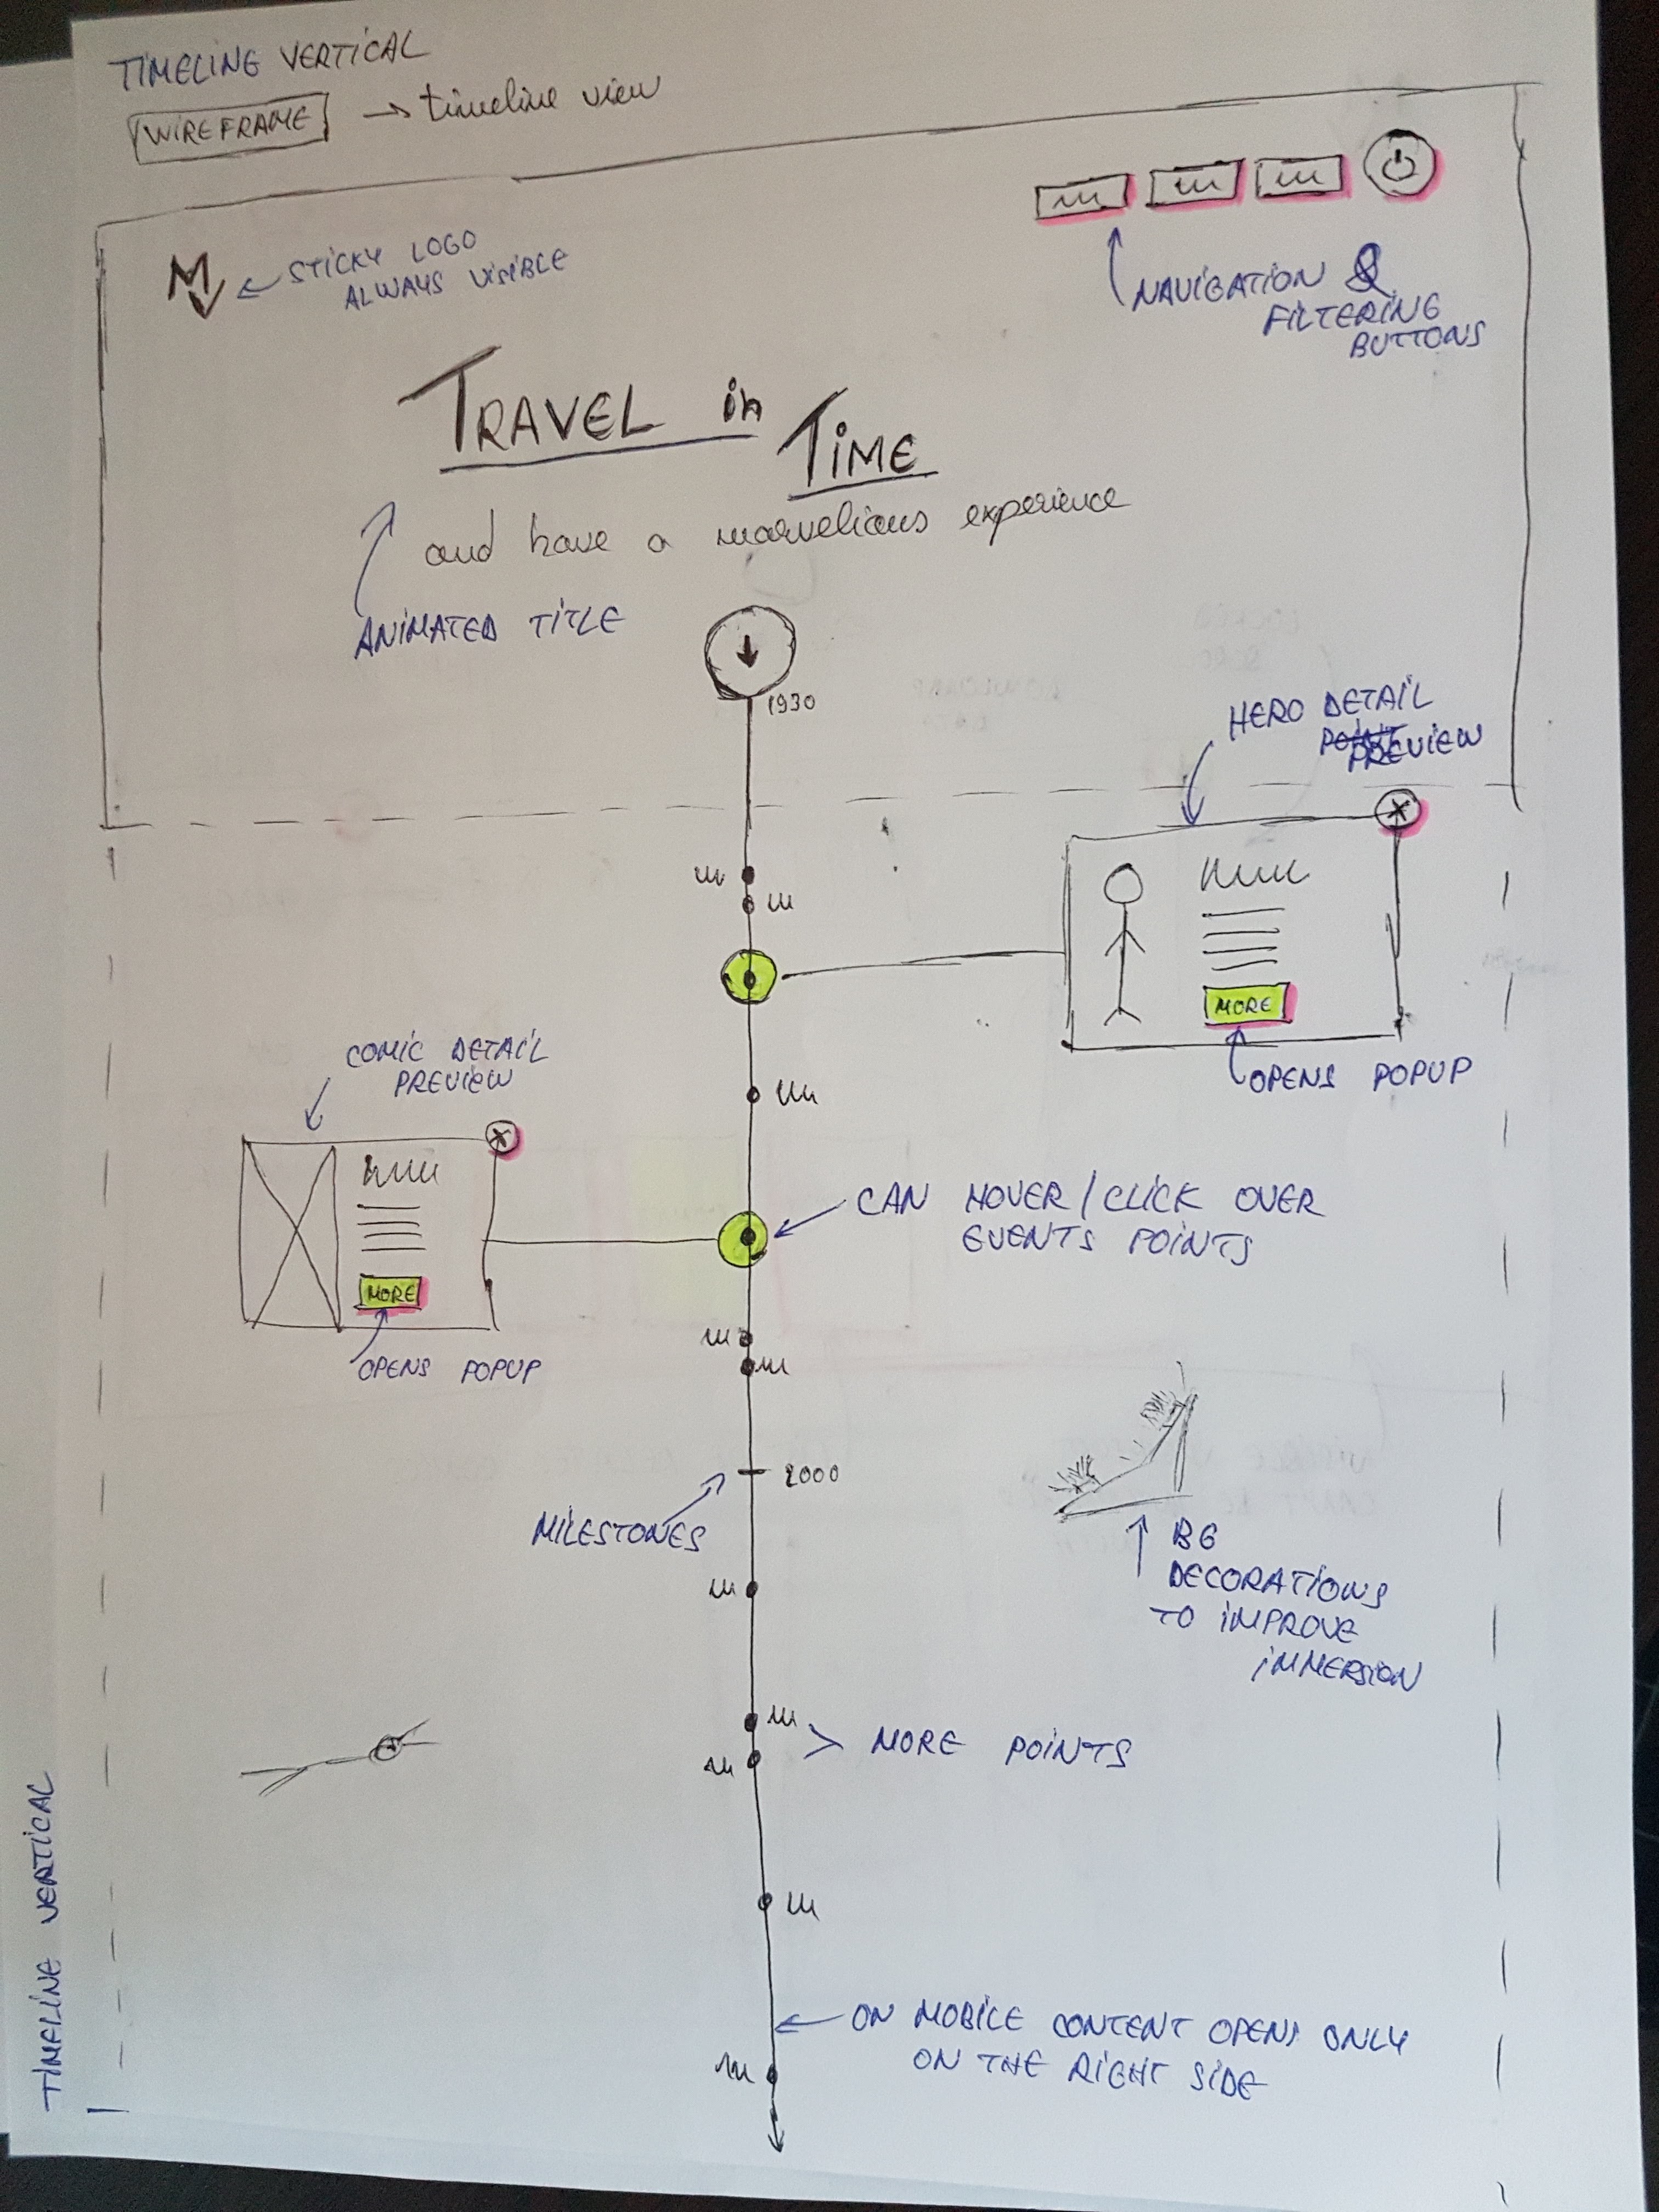 TIMELINE VERTICAL
WIREFRAME → timeline view
M
STICKY LOGO
ALWAYS VISIBLE
NAVIGATION &
FILTERING
BUTTONS
TRAVEL in
TIME
and have a marvelious experience
ANIMATED TITLE
1930
HERO DETAIL
PREVIEW
MORE
OPENS POPUP
COMIC DETAIL
PREVIEW
MORE
OPENS POPUP
CAN HOVER/CLICK OVER
EVENTS POINTS
2000
MILESTONES
BG
DECORATIONS
TO IMPROVE
IMMERSION
MORE POINTS
ON MOBILE CONTENT OPENS ONLY
ON THE RIGHT SIDE
TIMELINE VERTICAL